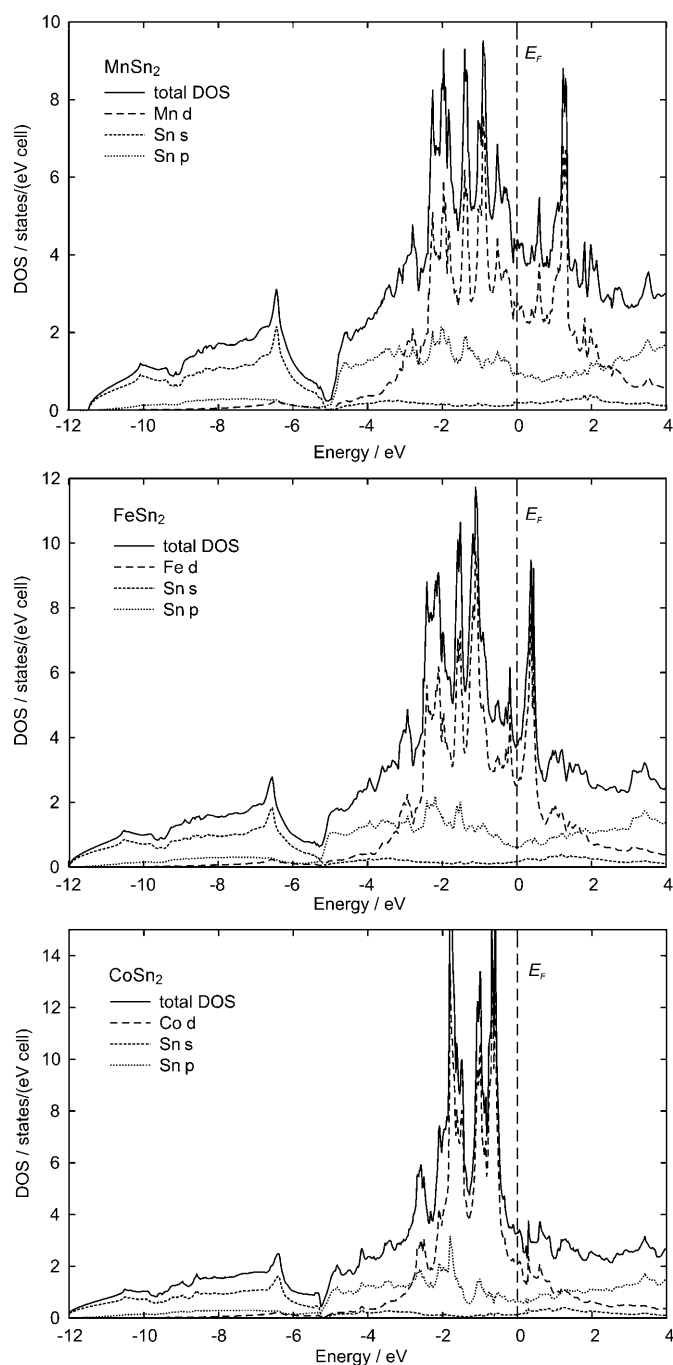 10
8
6
4
2
0
DOS / states/(eV cell)
MnSn2
total DOS
Mn d
Sn s
Sn p
EF
-12 -10 -8 -6 -4 -2 0 2 4
Energy / eV
12
10
8
6
4
2
0
DOS / states/(eV cell)
FeSn2
total DOS
Fe d
Sn s
Sn p
EF
-12 -10 -8 -6 -4 -2 0 2 4
Energy / eV
14
12
10
8
6
4
2
0
DOS / states/(eV cell)
CoSn2
total DOS
Co d
Sn s
Sn p
EF
-12 -10 -8 -6 -4 -2 0 2 4
Energy / eV